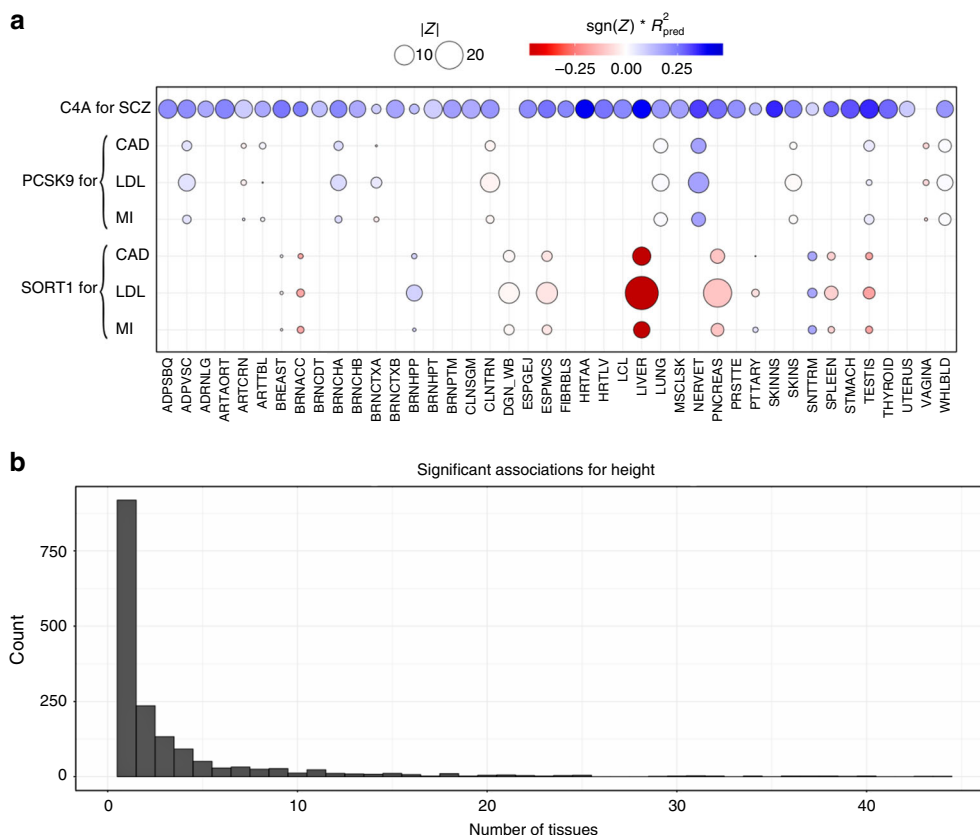 a
|Z|
10 20
sgn(Z) * R²pred
−0.25 0.00 0.25
C4A for SCZ
PCSK9 for
CAD
LDL
MI
SORT1 for
CAD
LDL
MI
ADPSBQ
ADPVSC
ADRNLG
ARTAORT
ARTCRN
ARTTBL
BREAST
BRNACC
BRNCDT
BRNCHA
BRNCHB
BRNCTXA
BRNCTXB
BRNHPP
BRNHPT
BRNPTM
CLNSGM
CLNTRN
DGN_WB
ESPGEJ
ESPMCS
FIBRBLS
HRTAA
HRTLV
LCL
LIVER
LUNG
MSCLSK
NERVET
PNCREAS
PRSTTE
PTTARY
SKINNS
SKINS
SNTTRM
SPLEEN
STMACH
TESTIS
THYROID
UTERUS
VAGINA
WHLBLD
b
Significant associations for height
Count
750
500
250
0
0 10 20 30 40
Number of tissues